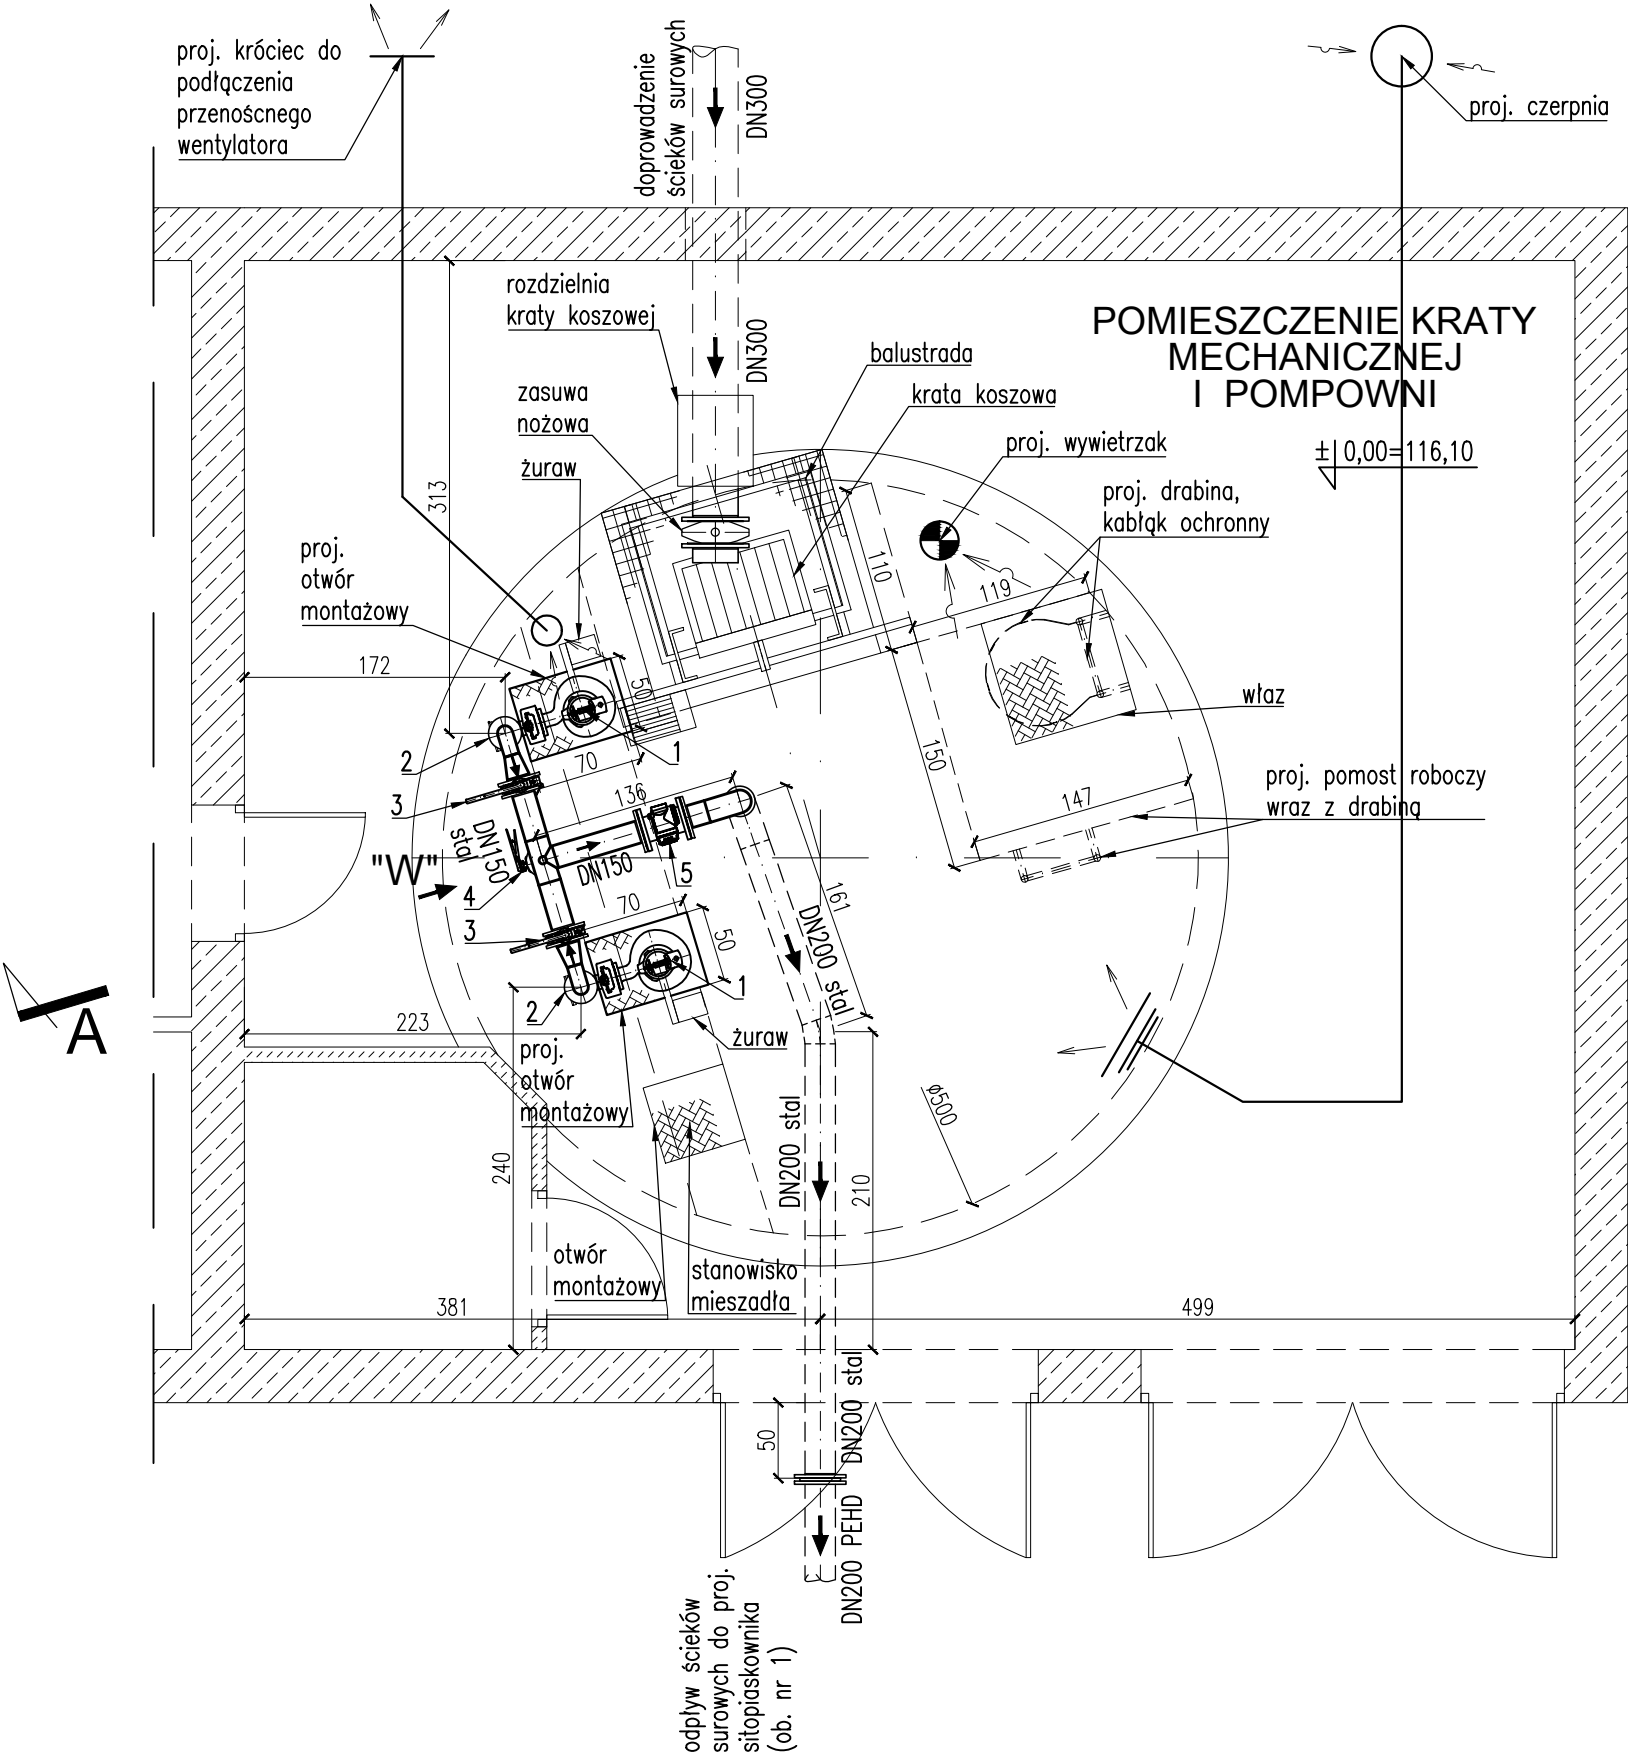 proj. króciec do
podłączenia
przenoścnego
wentylatora
doprowadzenie
ścieków surowych
DN300
proj. czerpnia
rozdzielnia
kraty koszowej
DN300
POMIESZCZENIE KRATY
MECHANICZNEJ
I POMPOWNI
±0,00=116,10
balustrada
krata koszowa
zasuwa
nożowa
żuraw
proj. wywietrzak
proj. drabina,
kabłąk ochronny
313
proj.
otwór
montażowy
110
119
172
50
właz
2
1
70
150
136
147
proj. pomost roboczy
wraz z drabiną
3
DN150
stal
"W"
DN150
5
4
70
161
3
50
DN200 stal
1
2
223
żuraw
A
proj.
otwór
montażowy
ø500
240
DN200 stal
210
otwór
montażowy
stanowisko
mieszadła
381
499
DN200 stal
50
DN200 PEHD
odpływ ścieków
surowych do proj.
sitopiaskownika
(ob. nr 1)